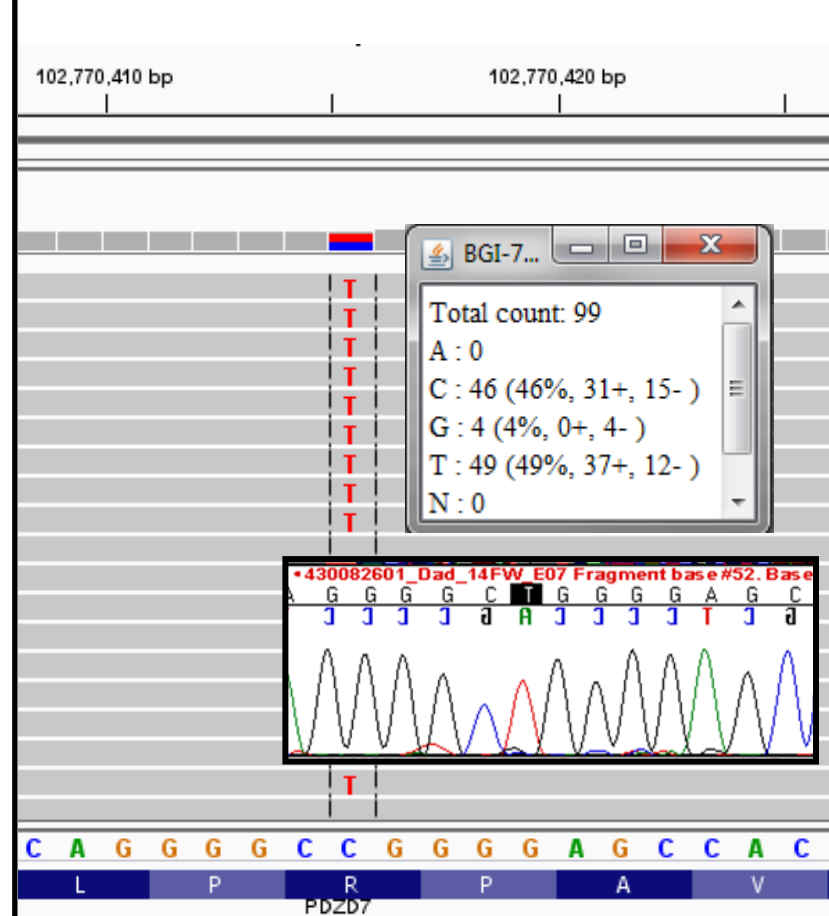 102,770,410 bp
102,770,420 bp
BGI-7...
Total count: 99
A : 0
C : 46 (46%, 31+, 15- )
G : 4 (4%, 0+, 4- )
T : 49 (49%, 37+, 12- )
N : 0
T
T
T
T
T
T
T
T
T
•430082601_Dad_14FW_E07 Fragment base #52. Base
G G G G C T G G G G A G C
C C C C G A C C C C T C G
T
C A G G G G C C G G G G A G C C A C
L P R P A V
PDZD7